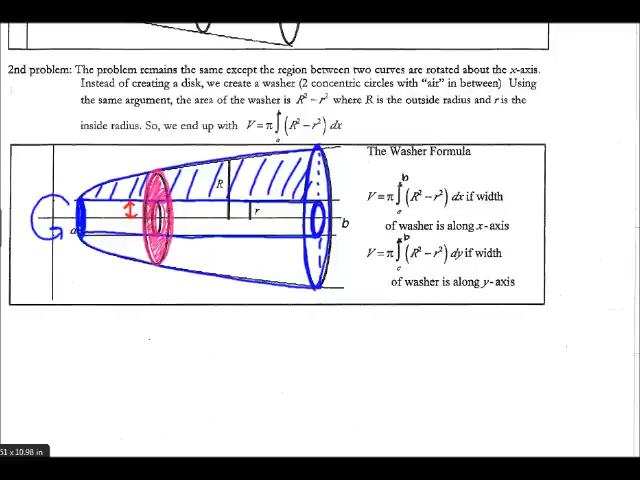 2nd problem: The problem remains the same except the region between two curves are rotated about the x-axis.
Instead of creating a disk, we create a washer (2 concentric circles with "air" in between) Using
the same argument, the area of the washer is R² − r² where R is the outside radius and r is the
inside radius. So, we end up with V = π∫(R² − r²) dx
The Washer Formula
b
V = π∫(R² − r²) dx if width
a
of washer is along x-axis
b
V = π∫(R² − r²) dy if width
a
of washer is along y-axis
R
r
a
b
51 x 10.98 in